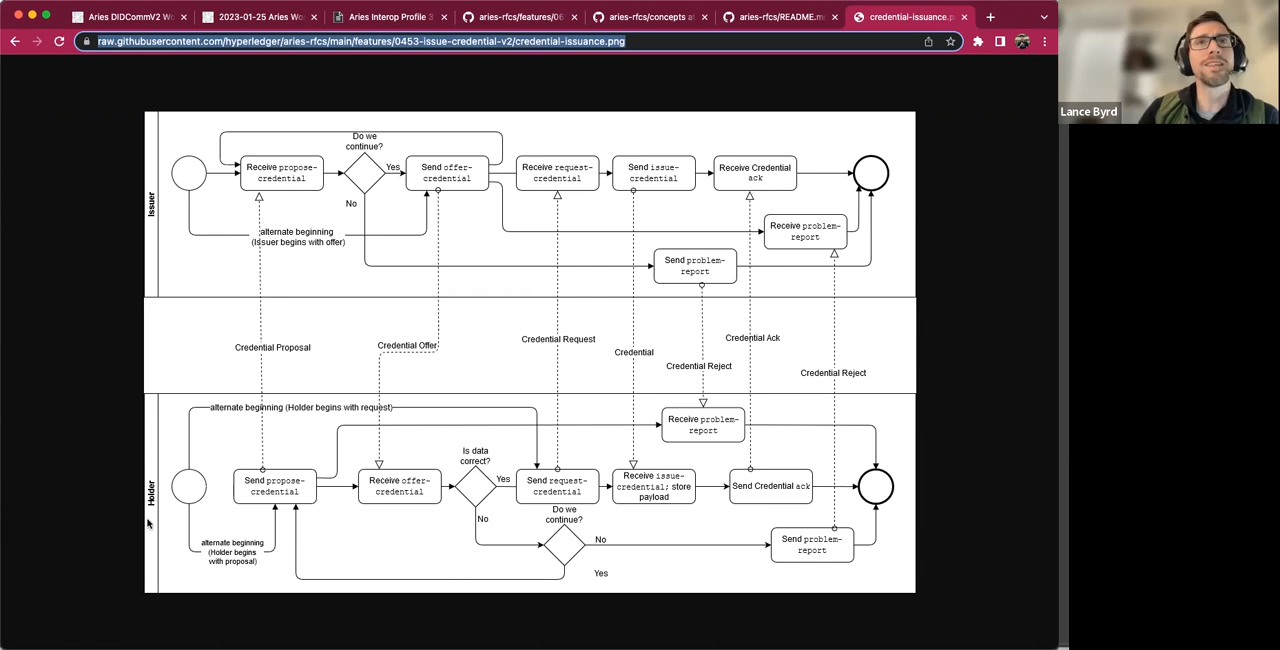 Aries DIDCommV2 Wo
2023-01-25 Aries Wo
Aries Interop Profile 3
aries-rfcs/features/06
aries-rfcs/concepts at
aries-rfcs/README.m
credential-issuance.p
raw.githubusercontent.com/hyperledger/aries-rfcs/main/features/0453-issue-credential-v2/credential-issuance.png
Lance Byrd
Issuer
Do we
continue?
Receive propose-
credential
Yes
Send offer-
credential
Receive request-
credential
Send issue-
credential
Receive Credential
ack
No
alternate beginning
(Issuer begins with offer)
Receive problem-
report
Send problem-
report
Credential Proposal
Credential Offer
Credential Request
Credential
Credential Reject
Credential Ack
Credential Reject
Holder
alternate beginning (Holder begins with request)
Receive problem-
report
Is data
correct?
Send propose-
credential
Receive offer-
credential
Yes
Send request-
credential
Receive issue-
credential; store
payload
Send Credential ack
No
Do we
continue?
No
Send problem-
report
alternate beginning
(Holder begins
with proposal)
Yes